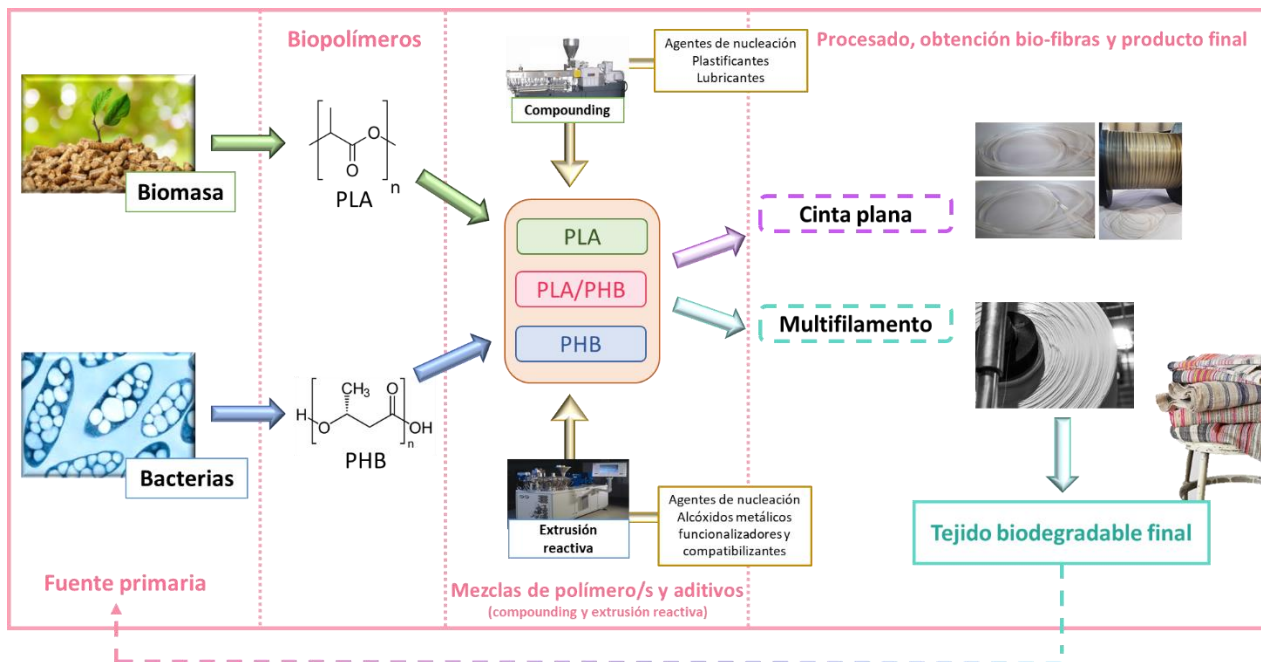 Biopolímeros
Agentes de nucleación
Plastificantes
Lubricantes
Procesado, obtención bio-fibras y producto final
Compounding
Biomasa
O
O
n
PLA
PLA
PLA/PHB
PHB
Cinta plana
Multifilamento
CH₃
O
H
O
OH
n
PHB
Bacterias
Extrusión
reactiva
Agentes de nucleación
Alcóxidos metálicos
funcionalizadores y
compatibilizantes
Tejido biodegradable final
Fuente primaria
Mezclas de polímero/s y aditivos
(compounding y extrusión reactiva)